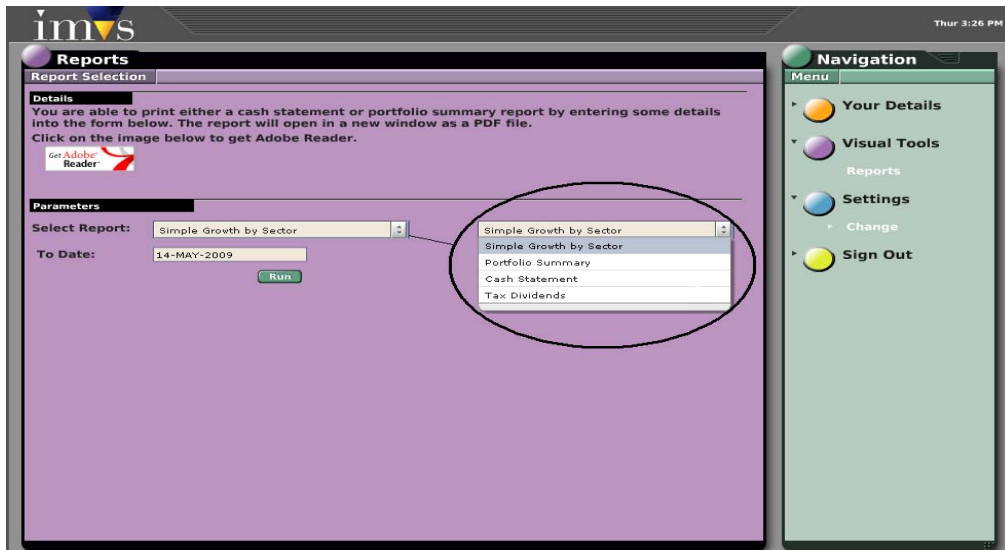 imvs
Thur 3:26 PM
Reports
Report Selection
Details
You are able to print either a cash statement or portfolio summary report by entering some details
into the form below. The report will open in a new window as a PDF file.
Click on the image below to get Adobe Reader.
Get Adobe
Reader
Parameters
Select Report:
Simple Growth by Sector
To Date:
14-MAY-2009
Run
Simple Growth by Sector
Simple Growth by Sector
Portfolio Summary
Cash Statement
Tax Dividends
Navigation
Menu
Your Details
Visual Tools
Reports
Settings
Change
Sign Out